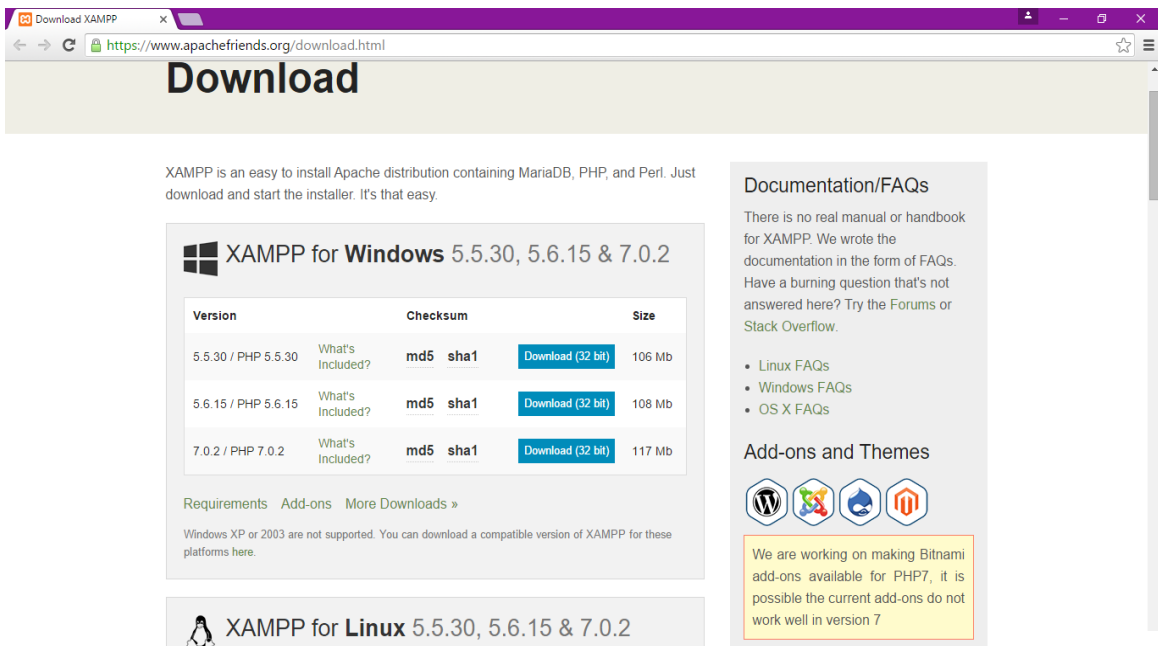 Download XAMPP
https://www.apachefriends.org/download.html
Download
XAMPP is an easy to install Apache distribution containing MariaDB, PHP, and Perl. Just
download and start the installer. It's that easy.
XAMPP for Windows 5.5.30, 5.6.15 & 7.0.2
Version Checksum Size
5.5.30 / PHP 5.5.30 What's Included? md5 sha1 Download (32 bit) 106 Mb
5.6.15 / PHP 5.6.15 What's Included? md5 sha1 Download (32 bit) 108 Mb
7.0.2 / PHP 7.0.2 What's Included? md5 sha1 Download (32 bit) 117 Mb
Requirements Add-ons More Downloads »
Windows XP or 2003 are not supported. You can download a compatible version of XAMPP for these
platforms here.
XAMPP for Linux 5.5.30, 5.6.15 & 7.0.2
Documentation/FAQs
There is no real manual or handbook
for XAMPP. We wrote the
documentation in the form of FAQs.
Have a burning question that's not
answered here? Try the Forums or
Stack Overflow.
• Linux FAQs
• Windows FAQs
• OS X FAQs
Add-ons and Themes
We are working on making Bitnami
add-ons available for PHP7, it is
possible the current add-ons do not
work well in version 7